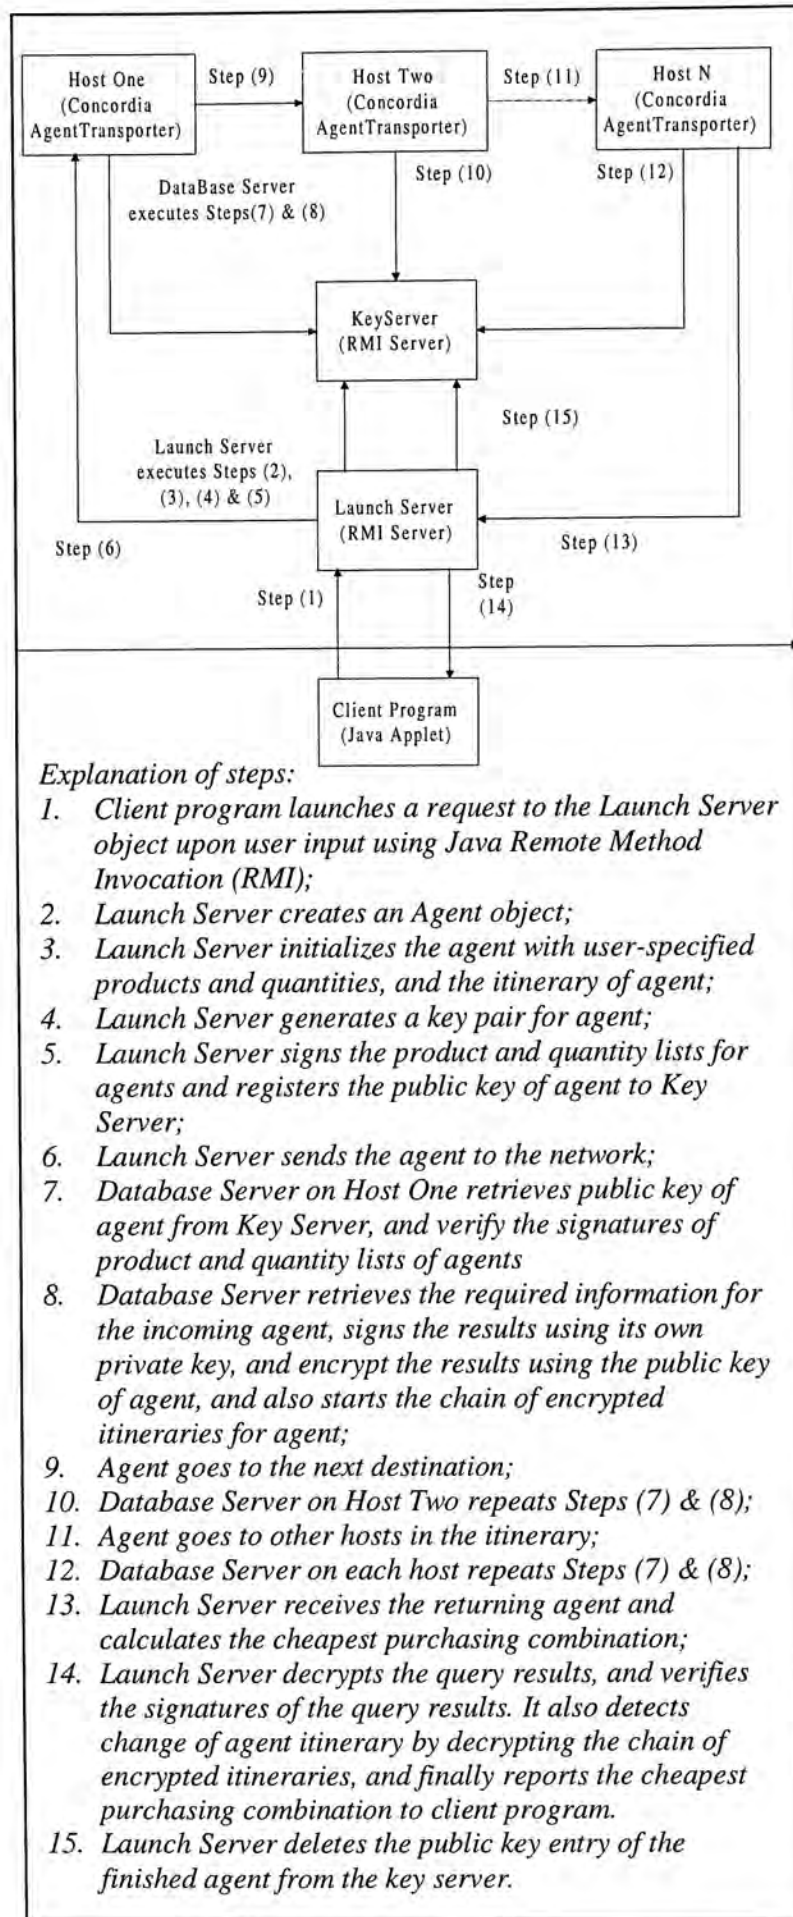 Host One
(Concordia
AgentTransporter)
Step (9)
Host Two
(Concordia
AgentTransporter)
Step (11)
Host N
(Concordia
AgentTransporter)
DataBase Server
executes Steps(7) & (8)
Step (10)
Step (12)
KeyServer
(RMI Server)
Step (15)
Launch Server
executes Steps (2),
(3), (4) & (5)
Launch Server
(RMI Server)
Step (6)
Step (13)
Step (1)
Step
(14)
Client Program
(Java Applet)
Explanation of steps:
1. Client program launches a request to the Launch Server
object upon user input using Java Remote Method
Invocation (RMI);
2. Launch Server creates an Agent object;
3. Launch Server initializes the agent with user-specified
products and quantities, and the itinerary of agent;
4. Launch Server generates a key pair for agent;
5. Launch Server signs the product and quantity lists for
agents and registers the public key of agent to Key
Server;
6. Launch Server sends the agent to the network;
7. Database Server on Host One retrieves public key of
agent from Key Server, and verify the signatures of
product and quantity lists of agents
8. Database Server retrieves the required information for
the incoming agent, signs the results using its own
private key, and encrypt the results using the public key
of agent, and also starts the chain of encrypted
itineraries for agent;
9. Agent goes to the next destination;
10. Database Server on Host Two repeats Steps (7) & (8);
11. Agent goes to other hosts in the itinerary;
12. Database Server on each host repeats Steps (7) & (8);
13. Launch Server receives the returning agent and
calculates the cheapest purchasing combination;
14. Launch Server decrypts the query results, and verifies
the signatures of the query results. It also detects
change of agent itinerary by decrypting the chain of
encrypted itineraries, and finally reports the cheapest
purchasing combination to client program.
15. Launch Server deletes the public key entry of the
finished agent from the key server.